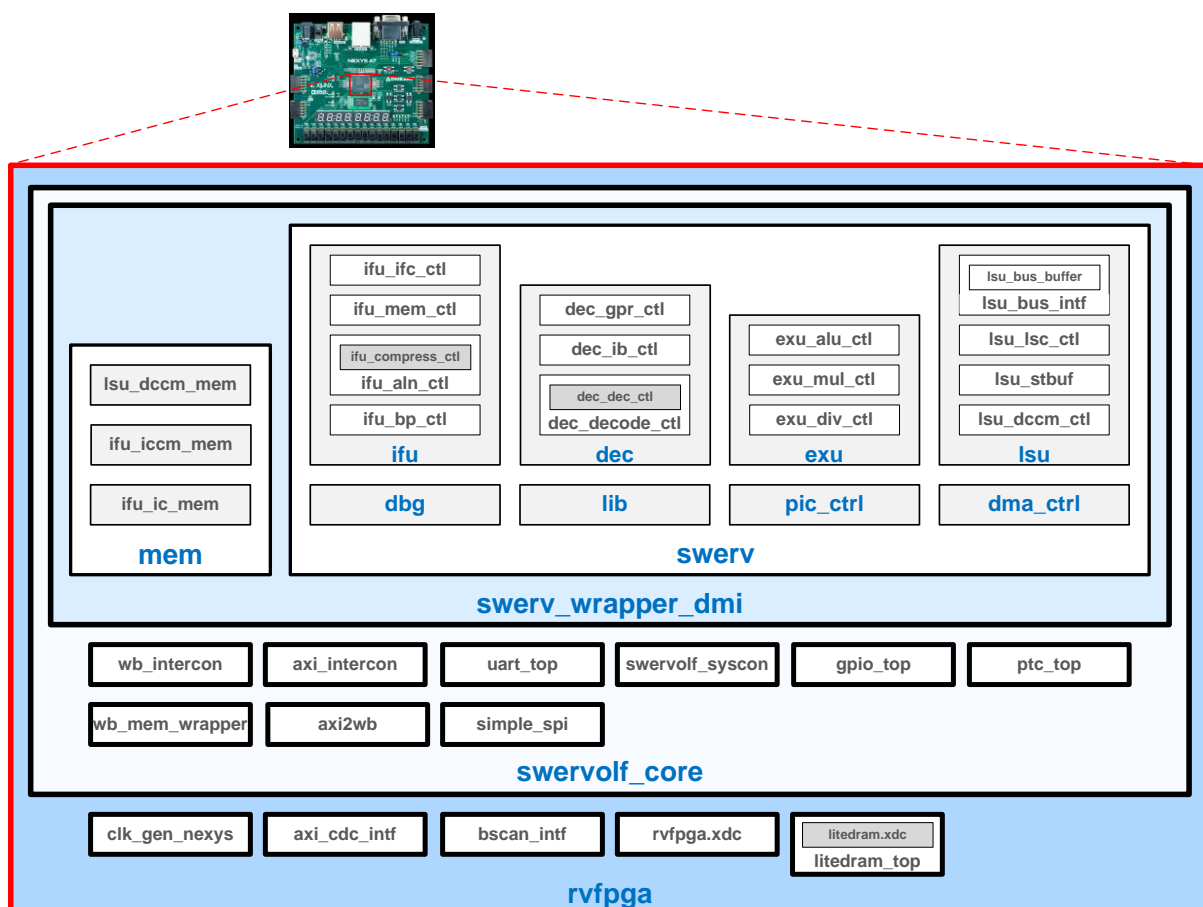 NEXYS A7
ifu_ifc_ctl
ifu_mem_ctl
ifu_compress_ctl
ifu_aln_ctl
ifu_bp_ctl
ifu
dec_gpr_ctl
dec_ib_ctl
dec_dec_ctl
dec_decode_ctl
dec
exu_alu_ctl
exu_mul_ctl
exu_div_ctl
exu
lsu_bus_buffer
lsu_bus_intf
lsu_lsc_ctl
lsu_stbuf
lsu_dccm_ctl
lsu
lsu_dccm_mem
ifu_iccm_mem
ifu_ic_mem
mem
dbg
lib
pic_ctrl
dma_ctrl
swerv
swerv_wrapper_dmi
wb_intercon
axi_intercon
uart_top
swervolf_syscon
gpio_top
ptc_top
wb_mem_wrapper
axi2wb
simple_spi
swervolf_core
clk_gen_nexys
axi_cdc_intf
bscan_intf
rvfpga.xdc
litedram.xdc
litedram_top
rvfpga